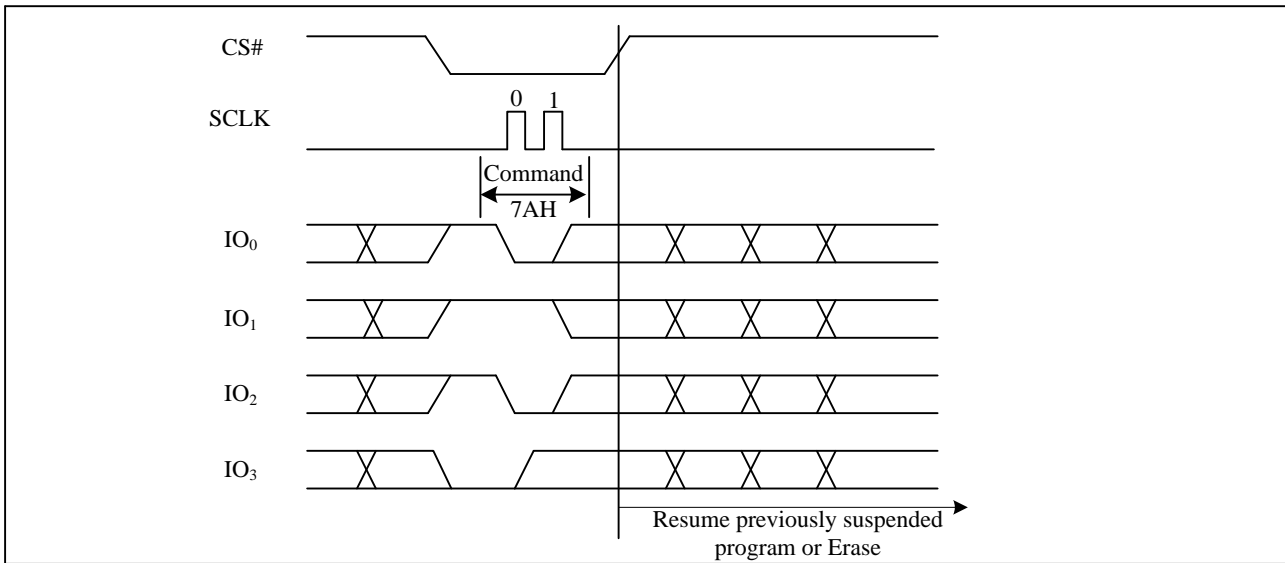 CS#
0 1
SCLK
Command
7AH
IO₀
IO₁
IO₂
IO₃
Resume previously suspended
program or Erase